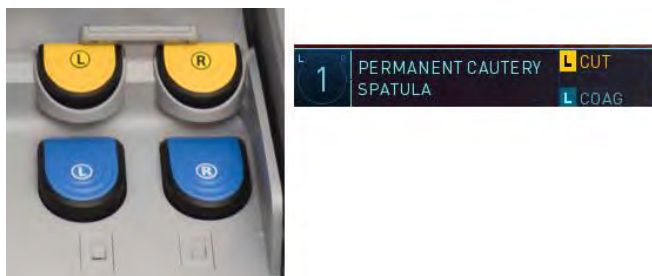 L
R
L
R
L R
1
PERMANENT CAUTERY
SPATULA
L CUT
L COAG